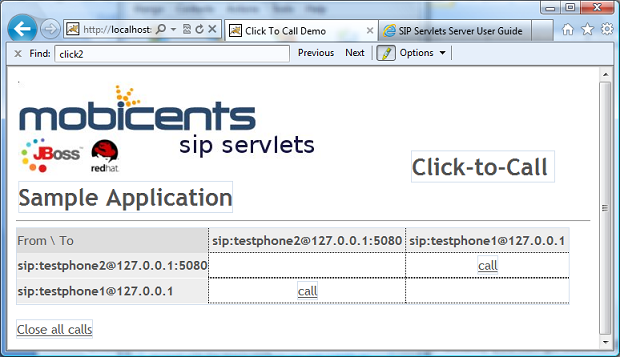 http://localhost:
Click To Call Demo
SIP Servlets Server User Guide
Find: click2 Previous Next Options
mobicents
sip servlets
JBoss redhat
Click-to-Call
Sample Application
From \ To sip:testphone2@127.0.0.1:5080 sip:testphone1@127.0.0.1
sip:testphone2@127.0.0.1:5080 call
sip:testphone1@127.0.0.1 call
Close all calls